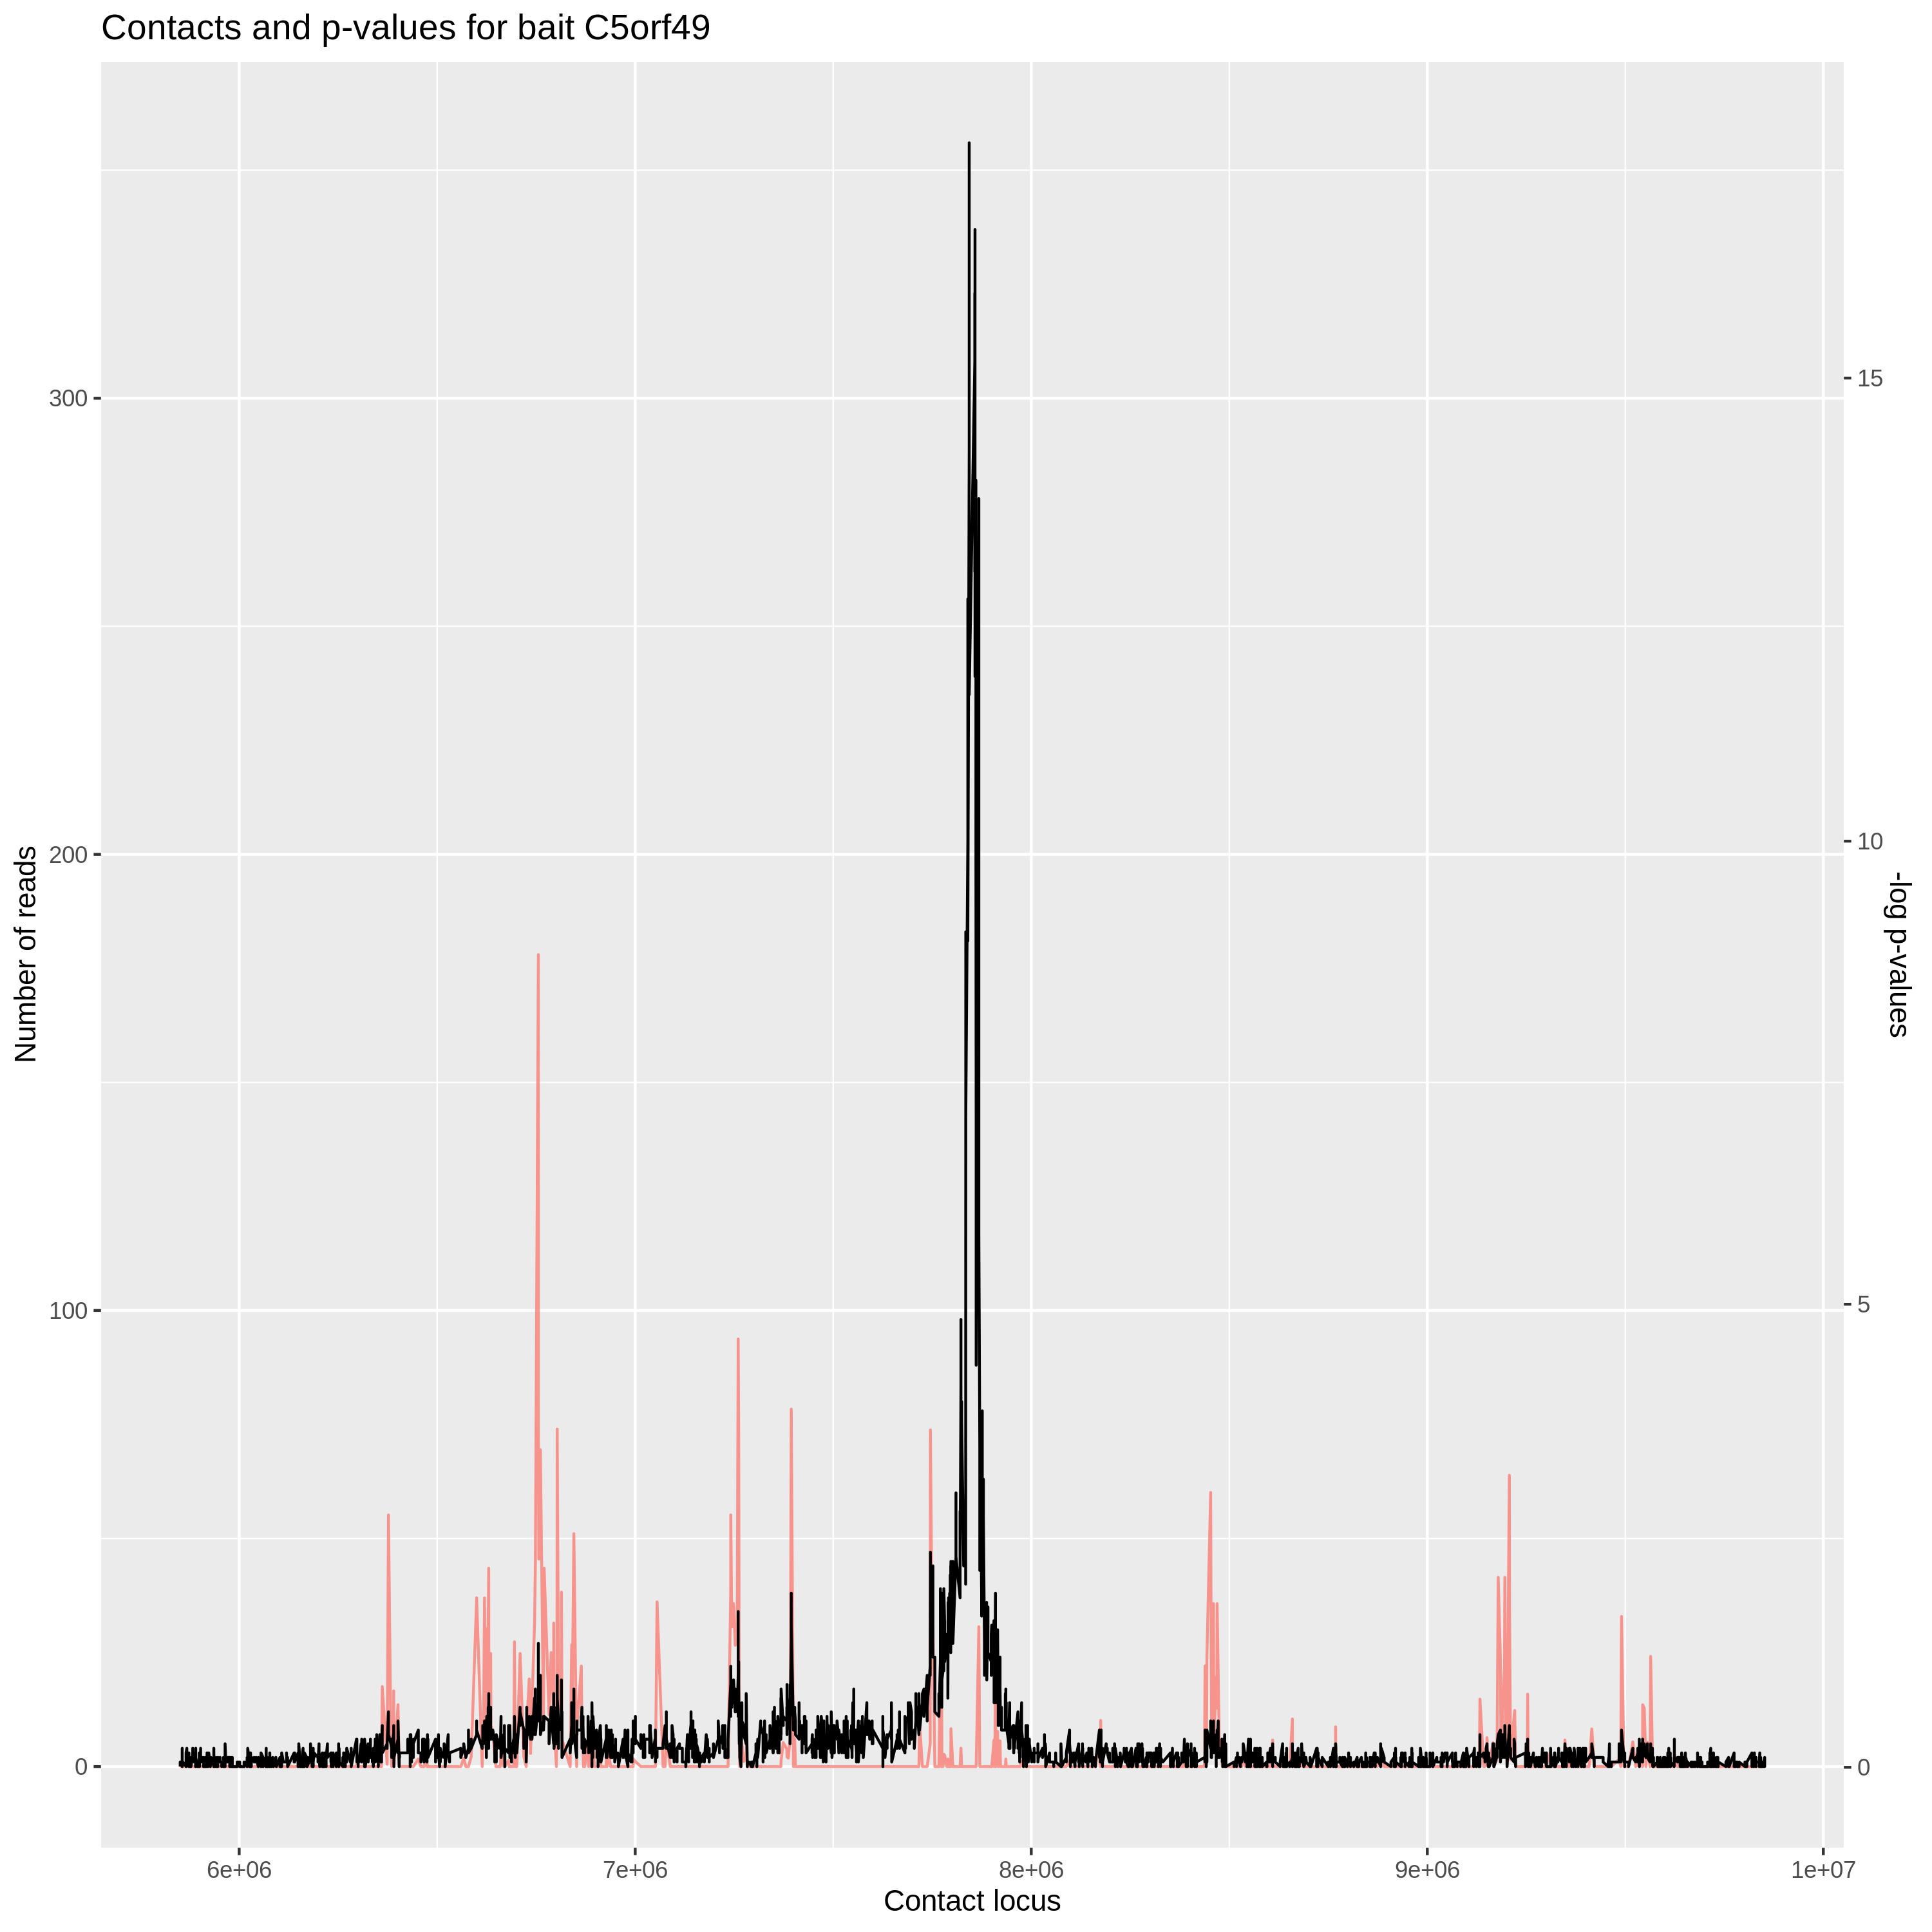 Contacts and p-values for bait C5orf49
Number of reads
300
200
100
0
15
10
5
0
-log p-values
6e+06
7e+06
8e+06
9e+06
1e+07
Contact locus